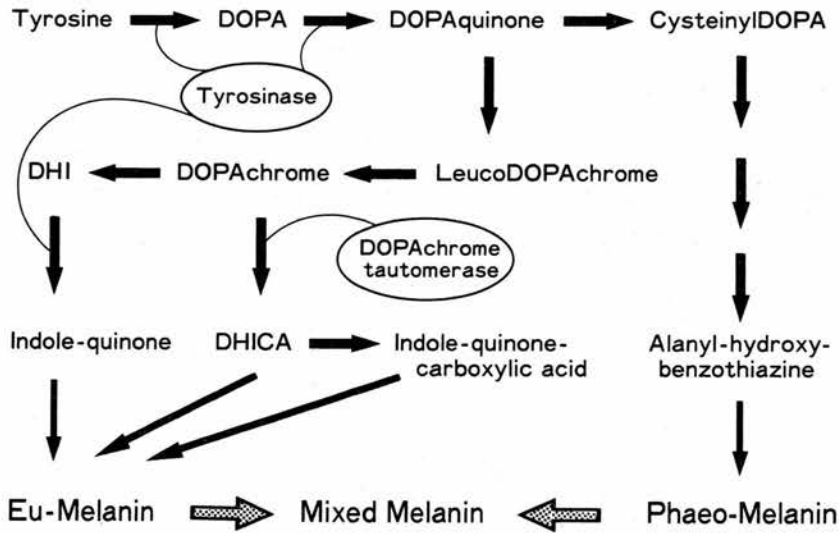 Tyrosine DOPA DOPAquinone CysteinylDOPA
Tyrosinase
DHI DOPAchrome LeucoDOPAchrome
DOPAchrome
tautomerase
Indole-quinone DHICA Indole-quinone-
carboxylic acid
Alanyl-hydroxy-
benzothiazine
Eu-Melanin Mixed Melanin Phaeo-Melanin